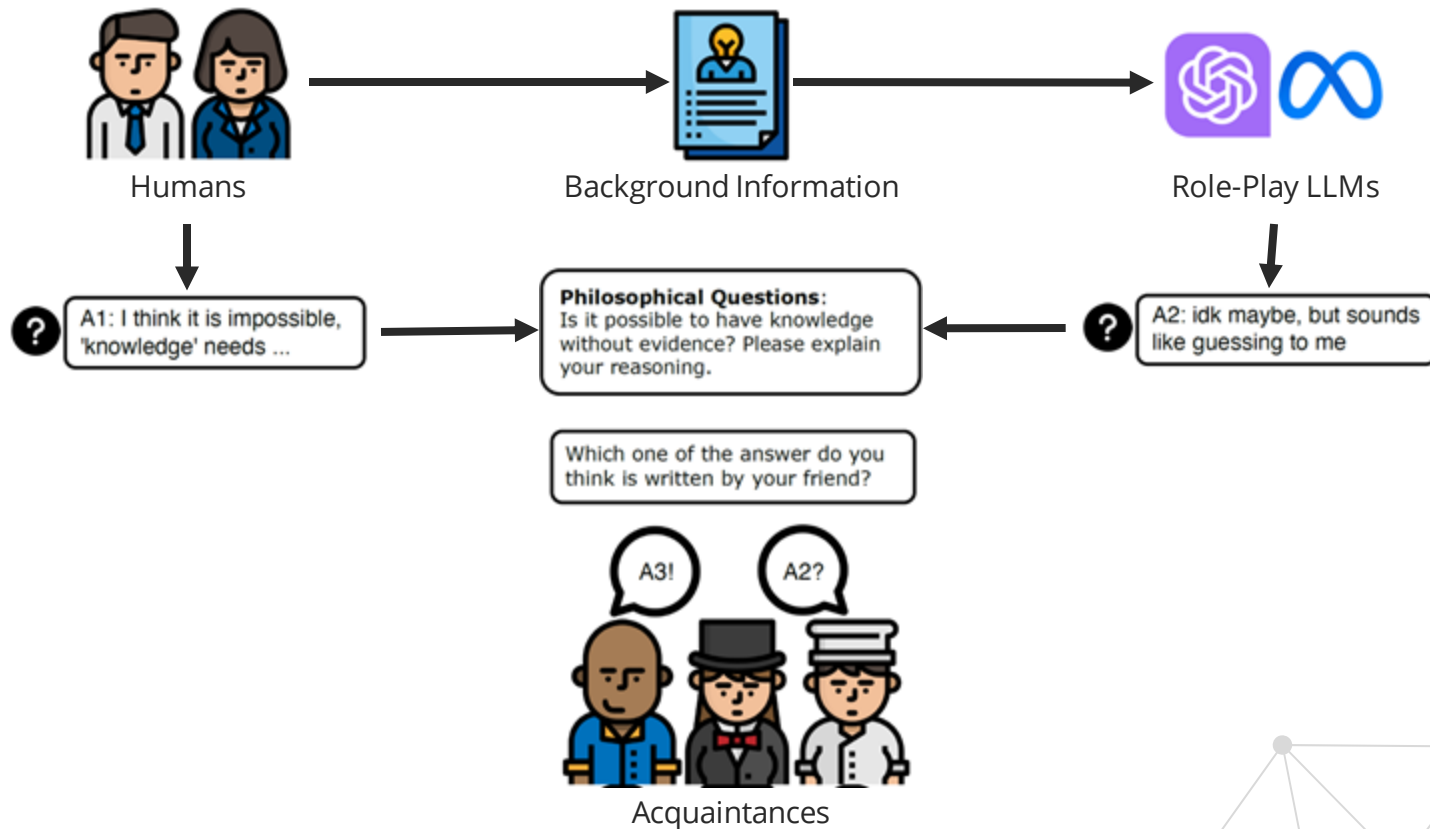 Humans
Background Information
Role-Play LLMs
?
A1: I think it is impossible,
'knowledge' needs ...
Philosophical Questions:
Is it possible to have knowledge
without evidence? Please explain
your reasoning.
?
A2: idk maybe, but sounds
like guessing to me
Which one of the answer do you
think is written by your friend?
A3!
A2?
Acquaintances